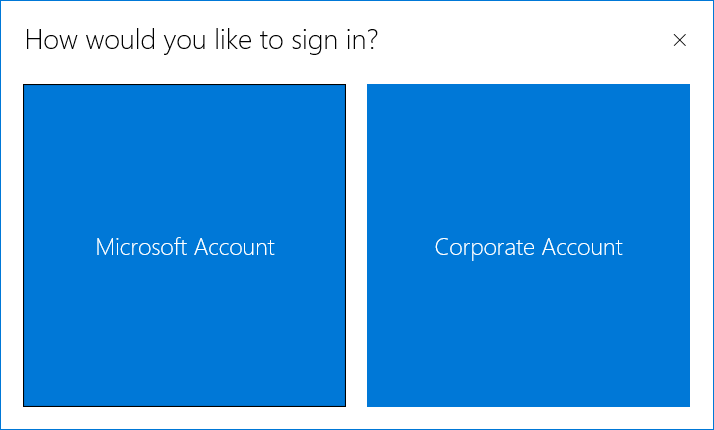 How would you like to sign in?
Microsoft Account
Corporate Account